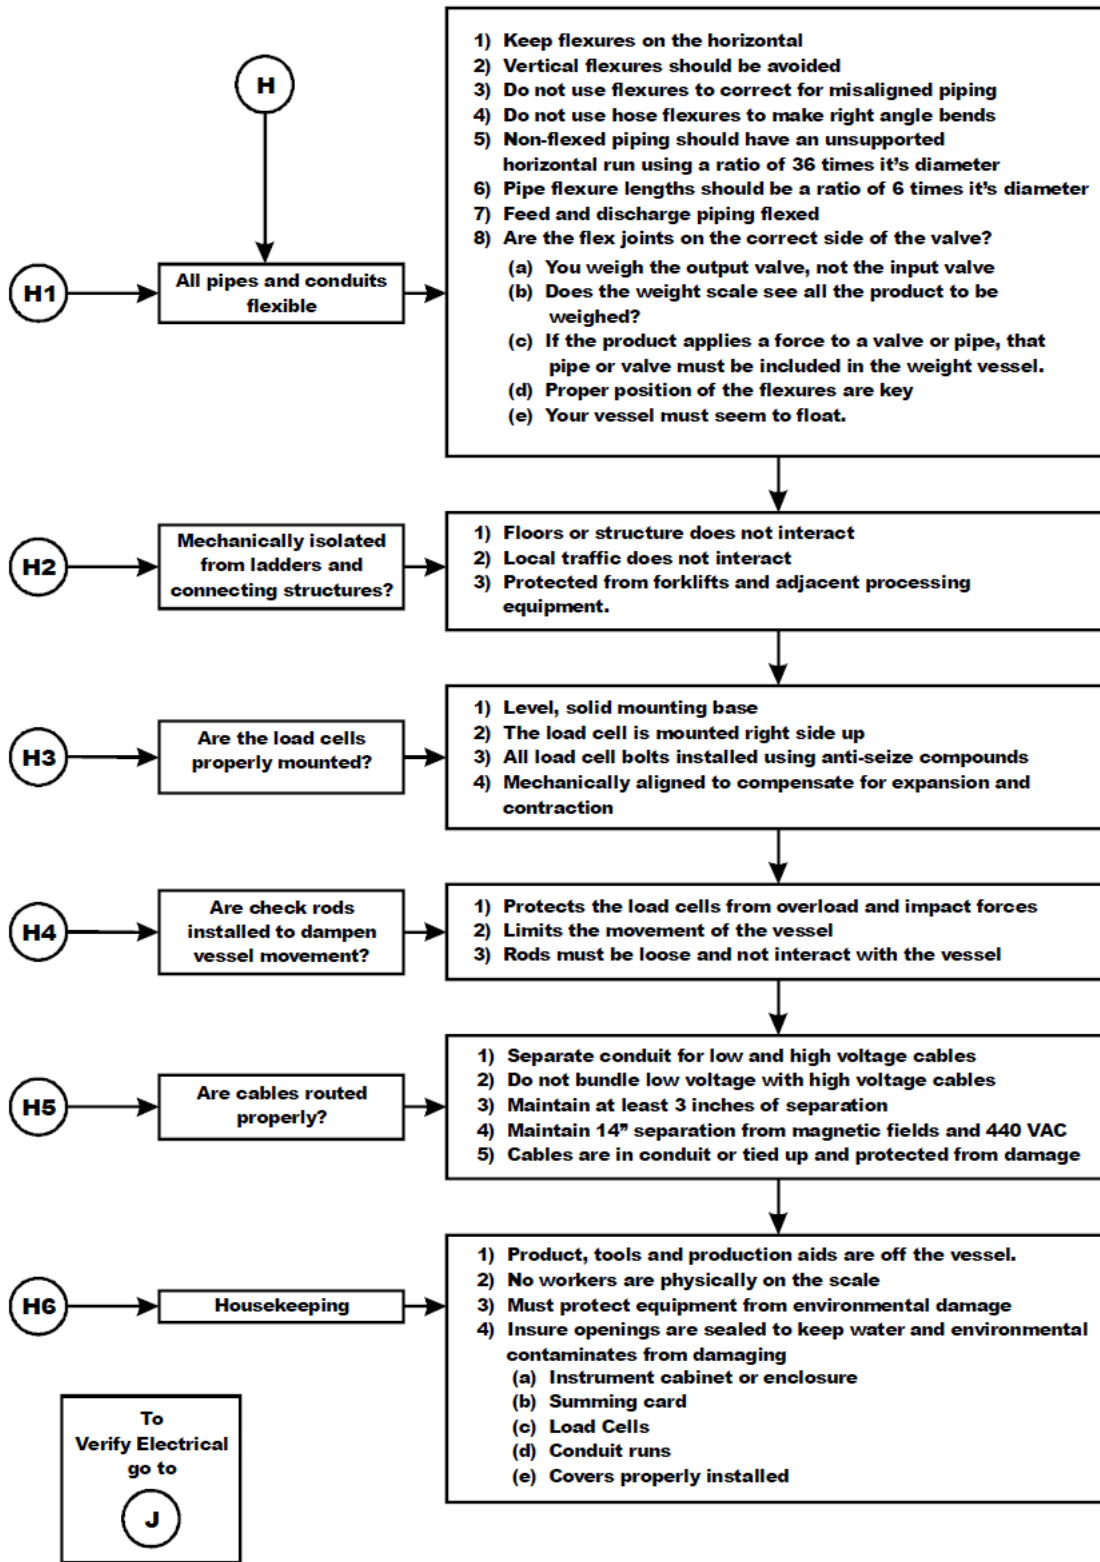 H
1) Keep flexures on the horizontal
2) Vertical flexures should be avoided
3) Do not use flexures to correct for misaligned piping
4) Do not use hose flexures to make right angle bends
5) Non-flexed piping should have an unsupported
horizontal run using a ratio of 36 times it's diameter
6) Pipe flexure lengths should be a ratio of 6 times it's diameter
7) Feed and discharge piping flexed
8) Are the flex joints on the correct side of the valve?
(a) You weigh the output valve, not the input valve
(b) Does the weight scale see all the product to be
weighed?
(c) If the product applies a force to a valve or pipe, that
pipe or valve must be included in the weight vessel.
(d) Proper position of the flexures are key
(e) Your vessel must seem to float.
H1
All pipes and conduits
flexible
H2
Mechanically isolated
from ladders and
connecting structures?
1) Floors or structure does not interact
2) Local traffic does not interact
3) Protected from forklifts and adjacent processing
equipment.
H3
Are the load cells
properly mounted?
1) Level, solid mounting base
2) The load cell is mounted right side up
3) All load cell bolts installed using anti-seize compounds
4) Mechanically aligned to compensate for expansion and
contraction
H4
Are check rods
installed to dampen
vessel movement?
1) Protects the load cells from overload and impact forces
2) Limits the movement of the vessel
3) Rods must be loose and not interact with the vessel
H5
Are cables routed
properly?
1) Separate conduit for low and high voltage cables
2) Do not bundle low voltage with high voltage cables
3) Maintain at least 3 inches of separation
4) Maintain 14” separation from magnetic fields and 440 VAC
5) Cables are in conduit or tied up and protected from damage
H6
Housekeeping
1) Product, tools and production aids are off the vessel.
2) No workers are physically on the scale
3) Must protect equipment from environmental damage
4) Insure openings are sealed to keep water and environmental
contaminates from damaging
(a) Instrument cabinet or enclosure
(b) Summing card
(c) Load Cells
(d) Conduit runs
(e) Covers properly installed
To
Verify Electrical
go to
J